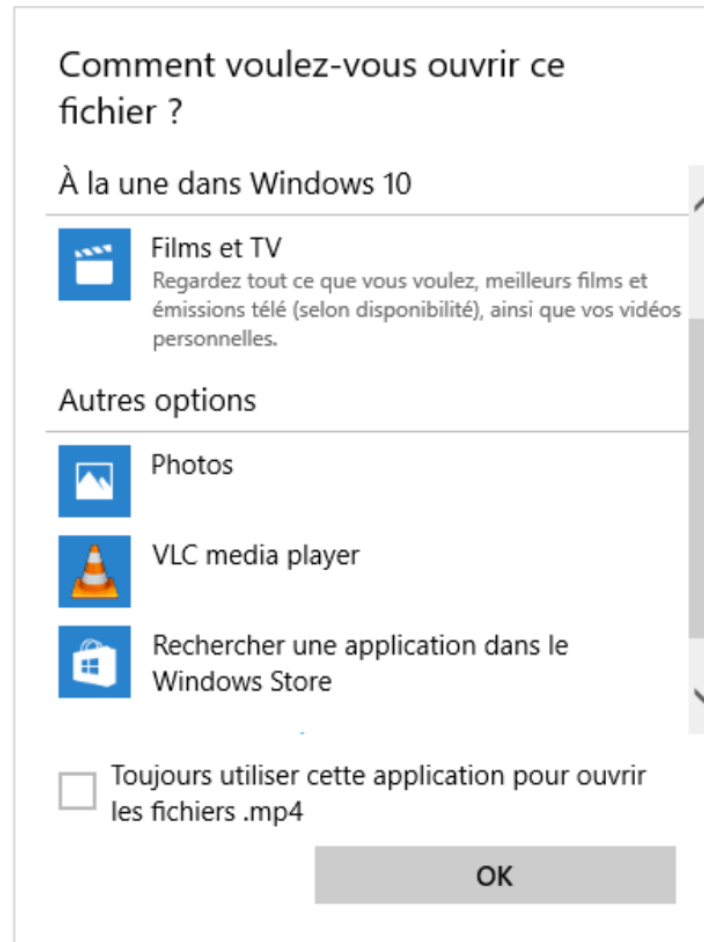 Comment voulez-vous ouvrir ce
fichier ?
À la une dans Windows 10
Films et TV
Regardez tout ce que vous voulez, meilleurs films et
émissions télé (selon disponibilité), ainsi que vos vidéos
personnelles.
Autres options
Photos
VLC media player
Rechercher une application dans le
Windows Store
Toujours utiliser cette application pour ouvrir
les fichiers .mp4
OK